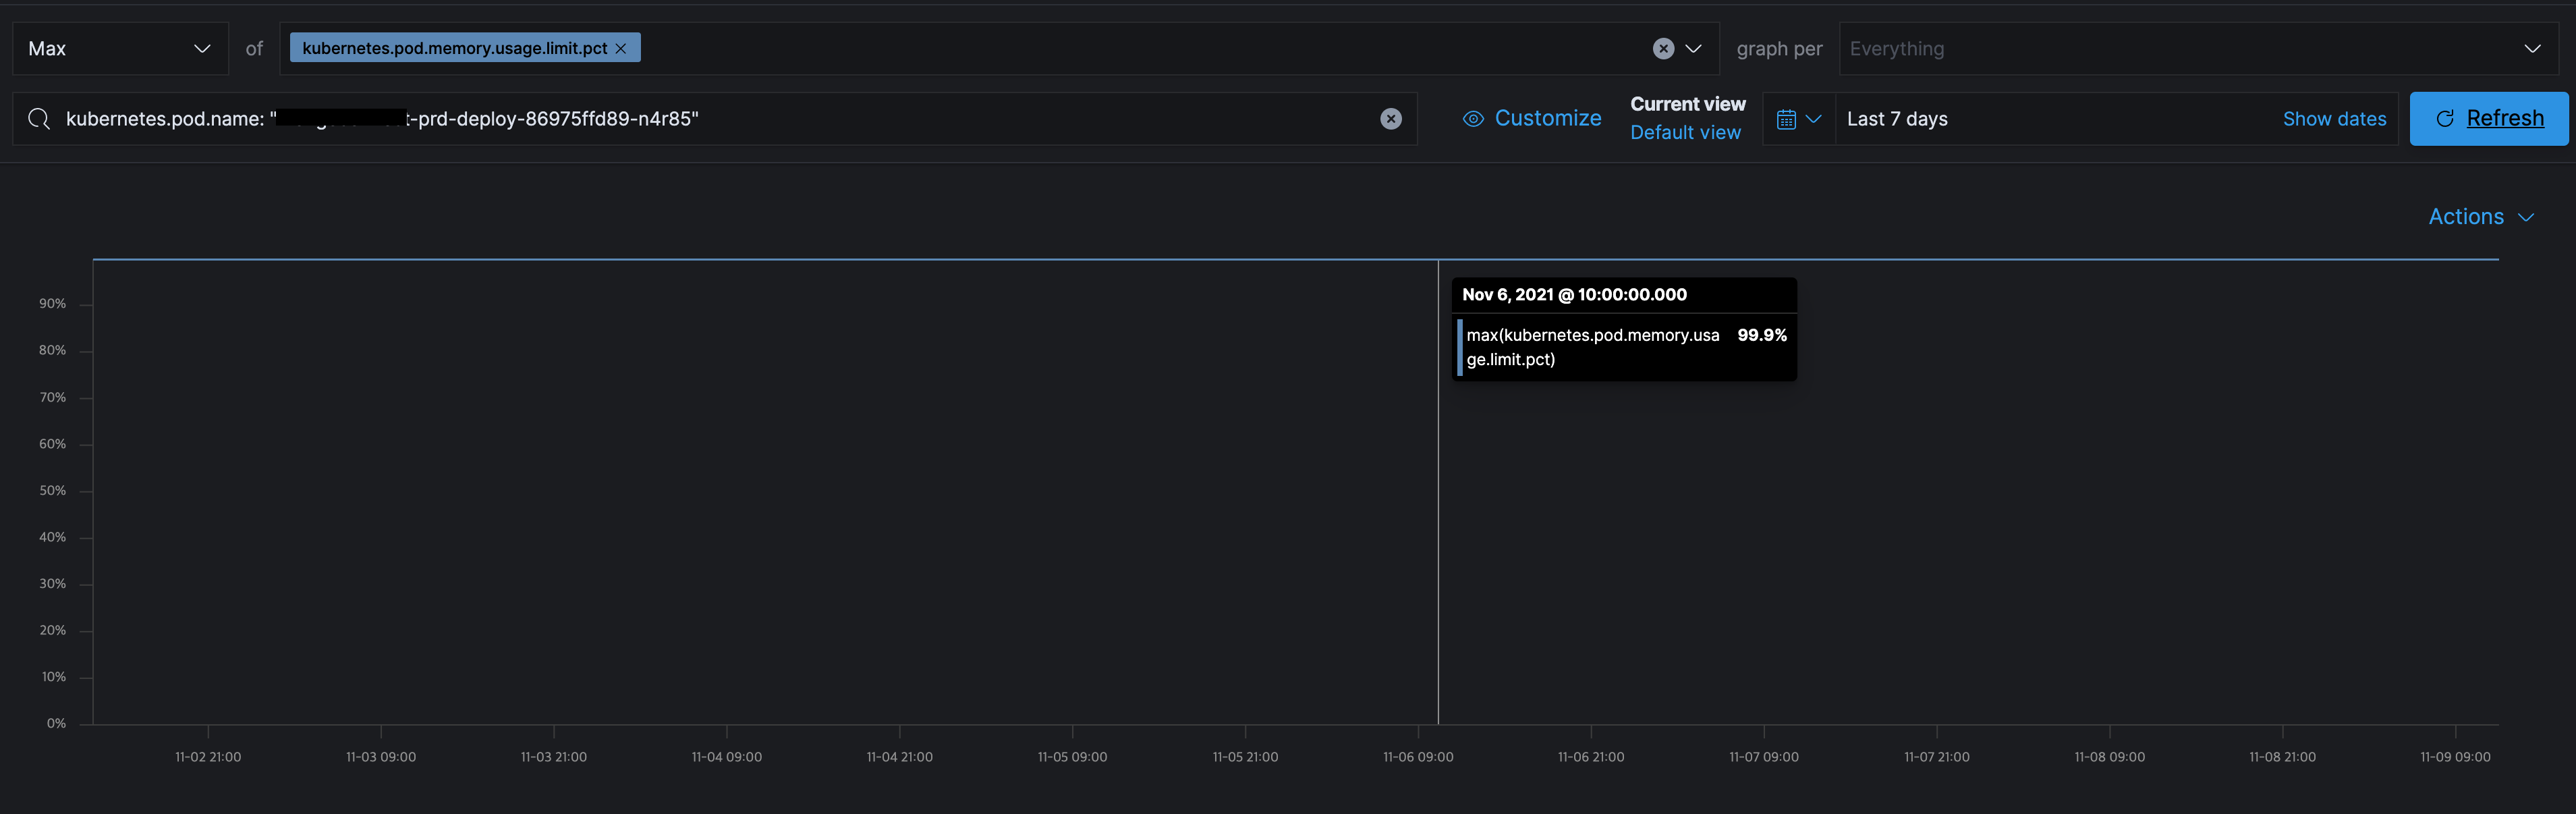 Max of kubernetes.pod.memory.usage.limit.pct graph per Everything
kubernetes.pod.name: "-prd-deploy-86975ffd89-n4r85"
Customize
Current view
Default view
Last 7 days
Show dates
Refresh
Actions
Nov 6, 2021 @ 10:00:00.000
max(kubernetes.pod.memory.usa 99.9%
ge.limit.pct)
90%
80%
70%
60%
50%
40%
30%
20%
10%
0%
11-02 21:00 11-03 09:00 11-03 21:00 11-04 09:00 11-04 21:00 11-05 09:00 11-05 21:00 11-06 09:00 11-06 21:00 11-07 09:00 11-07 21:00 11-08 09:00 11-08 21:00 11-09 09:00